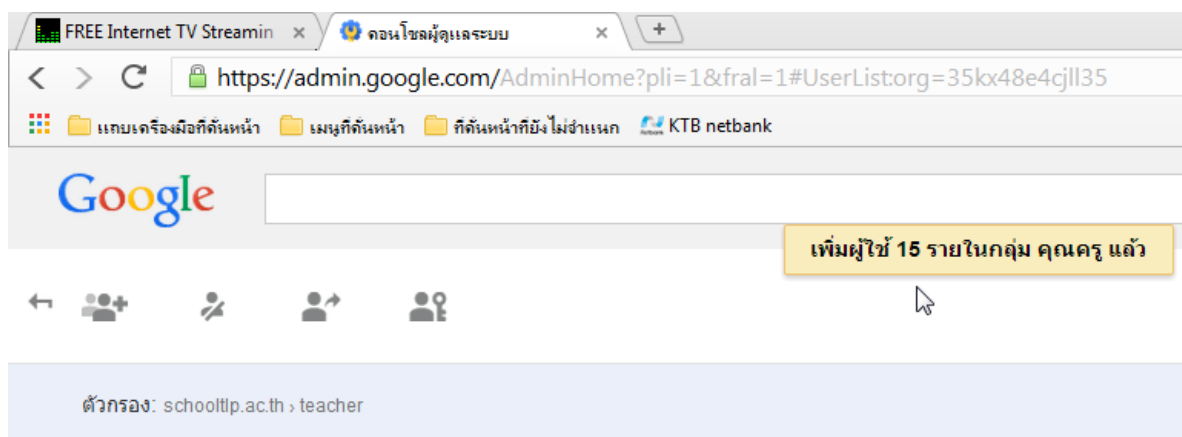 FREE Internet TV Streamin
คอนโซลผู้ดูแลระบบ
https://admin.google.com/AdminHome?pli=1&fral=1#UserList:org=35kx48e4cjll35
แถบเครื่องมือที่คั่นหน้า เมนูที่คั่นหน้า ที่คั่นหน้าที่ยังไม่จำแนก KTB netbank
Google
เพิ่มผู้ใช้ 15 รายในกลุ่ม คุณครู แล้ว
ตัวกรอง: schooltlp.ac.th › teacher